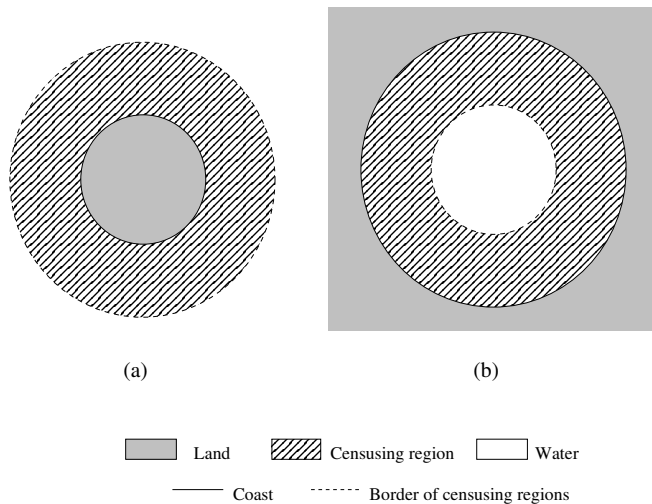 (a) (b)
Land Censusing region Water
Coast Border of censusing regions